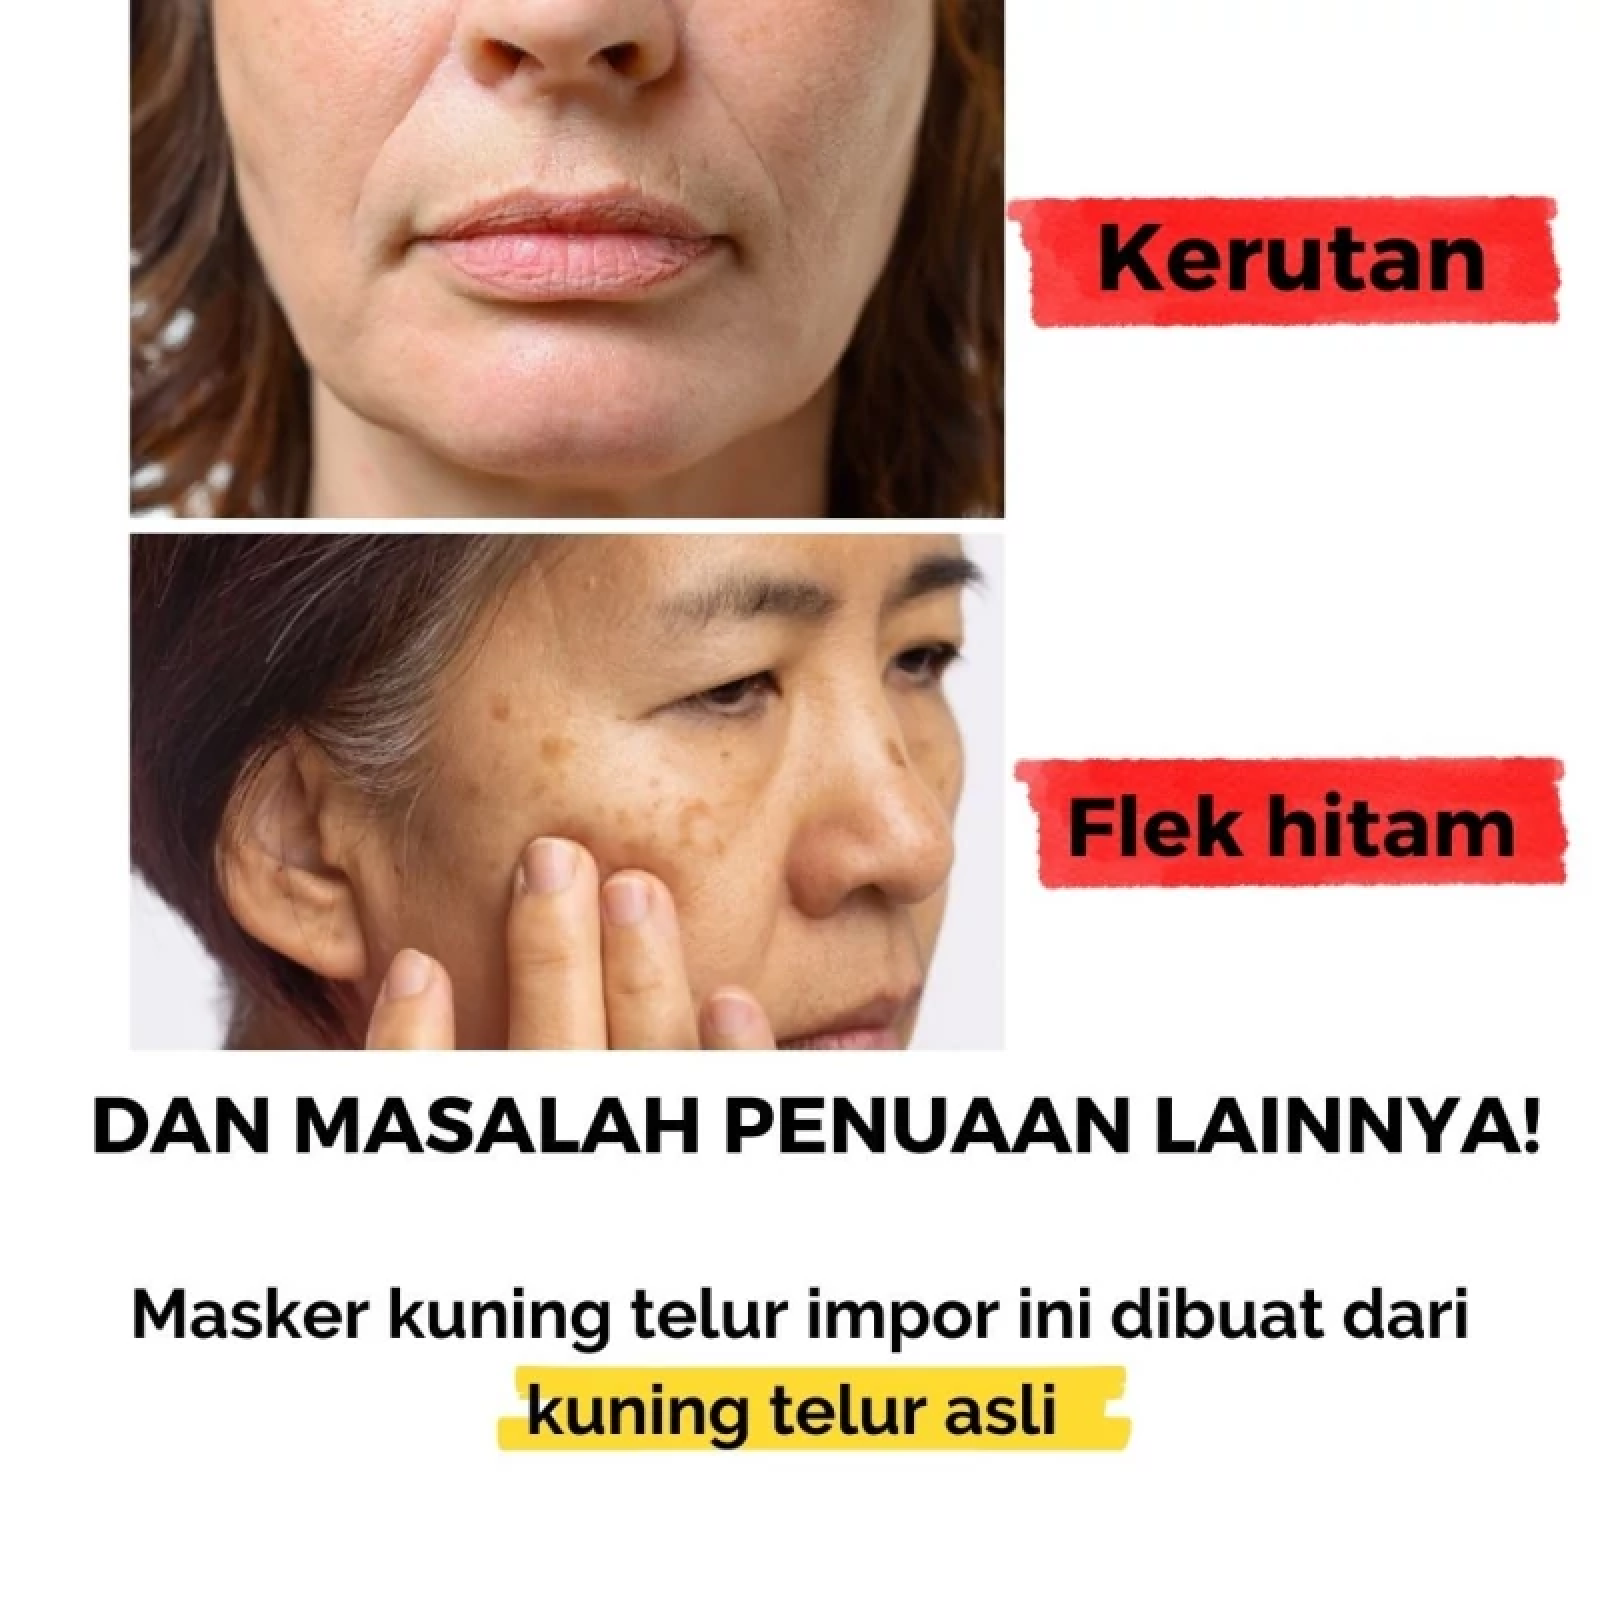 Kerutan
Flek hitam
DAN MASALAH PENUAAN LAINNYA!
Masker kuning telur impor ini dibuat dari
kuning telur asli